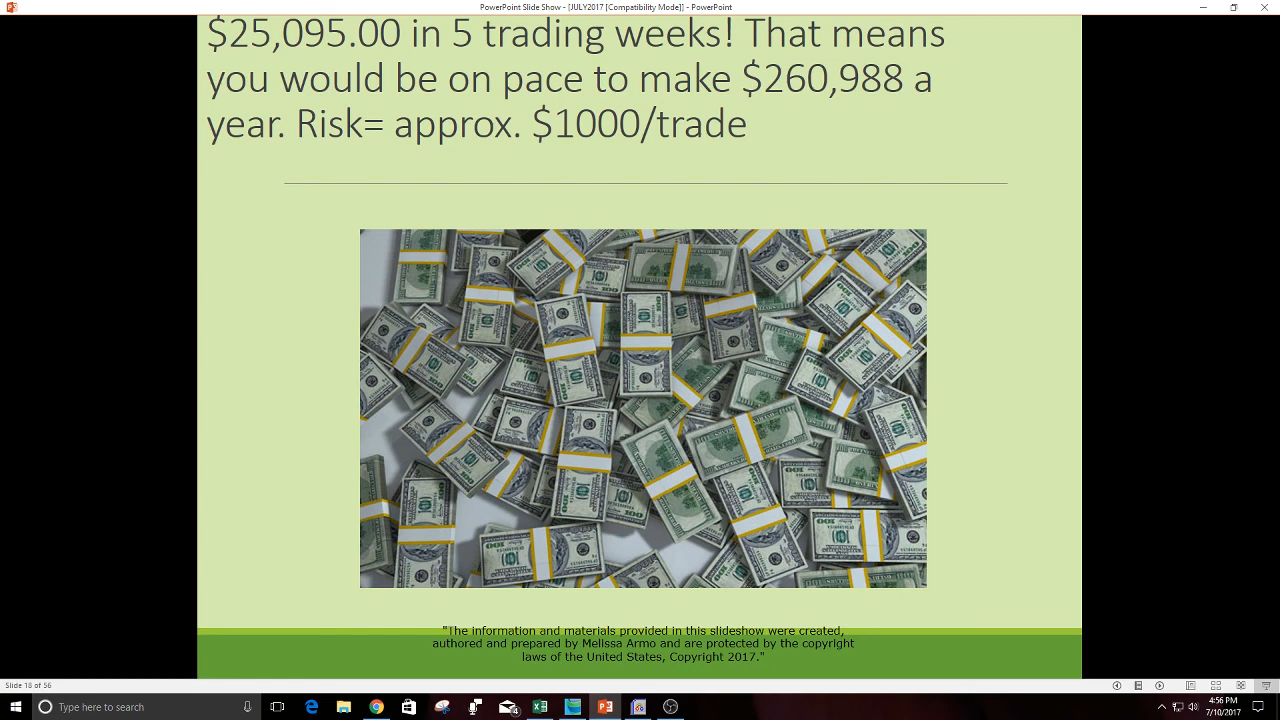 PowerPoint Slide Show - [JULY2017 [Compatibility Mode]] - PowerPoint
$25,095.00 in 5 trading weeks! That means
you would be on pace to make $260,988 a
year. Risk= approx. $1000/trade
"The information and materials provided in this slideshow were created,
authored and prepared by Melissa Armo and are protected by the copyright
laws of the United States, Copyright 2017."
Slide 18 of 56
Type here to search
4
4:56 PM
7/10/2017